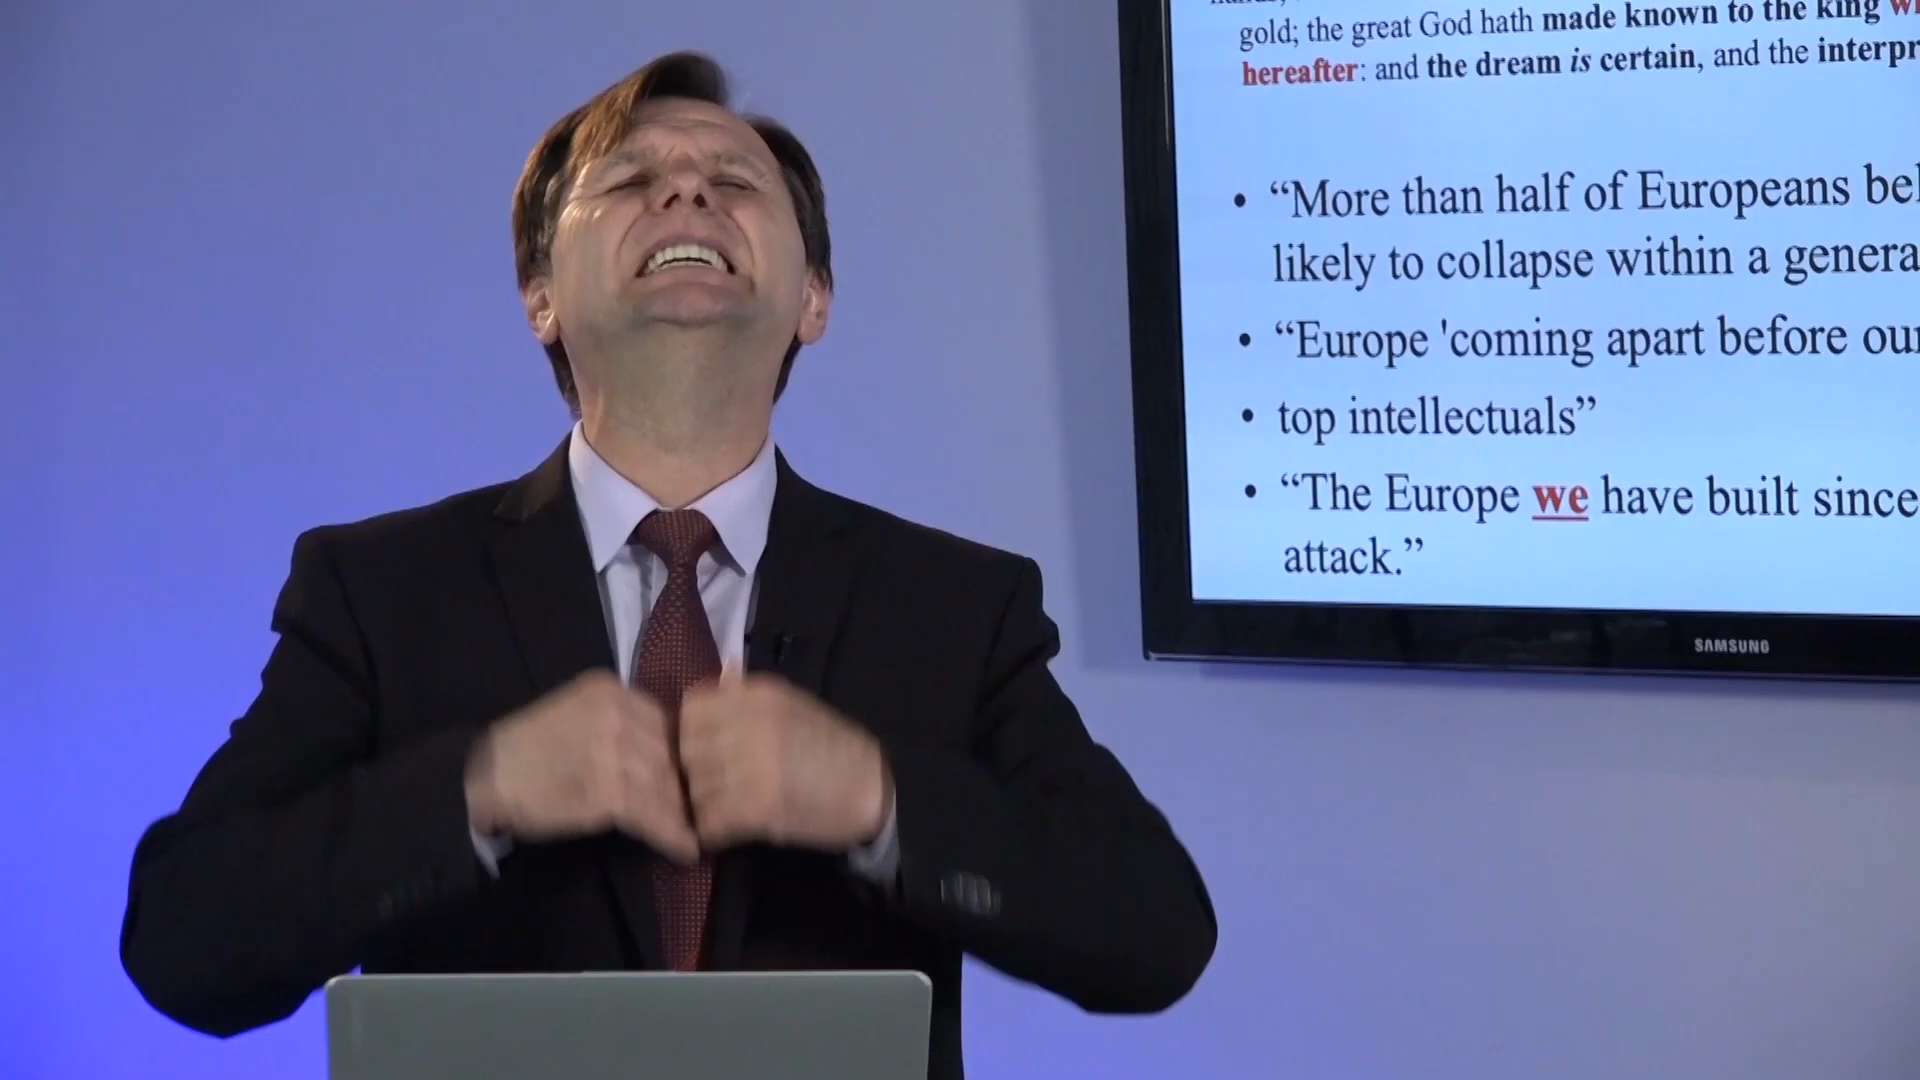 gold; the great God hath made known to the king
hereafter: and the dream is certain, and the
• “More than half of Europeans
likely to collapse within a
• “Europe 'coming apart before
• top intellectuals”
• “The Europe we have built since
attack.”
SAMSUNG